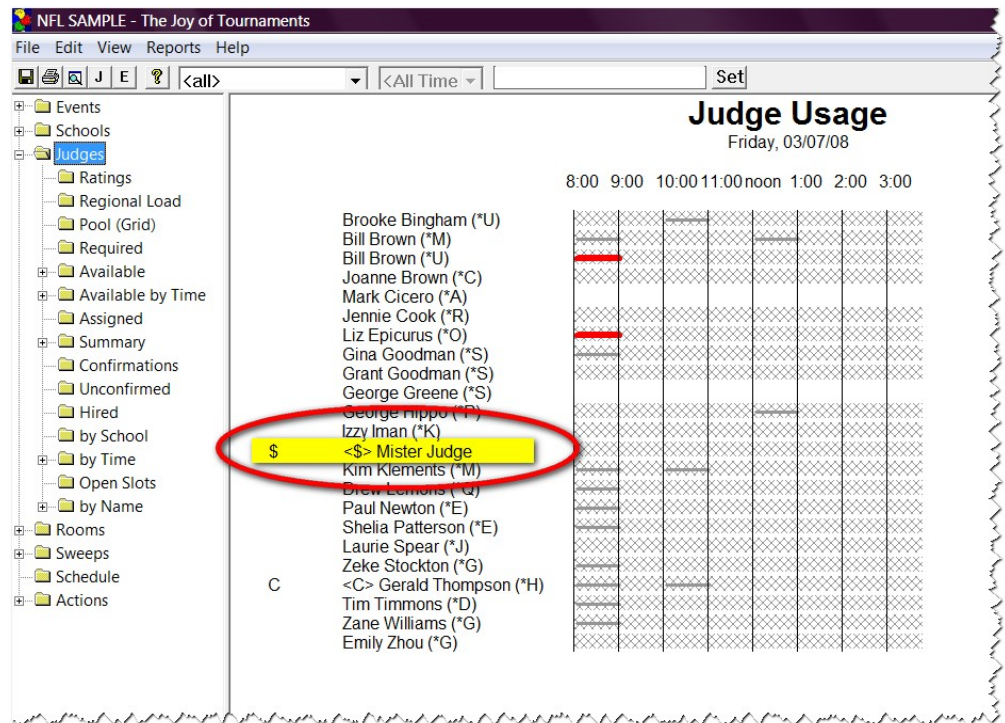 NFL SAMPLE - The Joy of Tournaments
File Edit View Reports Help
J E ? <all> <All Time Set
Events
Schools
Judges
Ratings
Regional Load
Pool (Grid)
Required
Available
Available by Time
Assigned
Summary
Confirmations
Unconfirmed
Hired
by School
by Time
Open Slots
by Name
Rooms
Sweeps
Schedule
Actions
Judge Usage
Friday, 03/07/08
8:00 9:00 10:00 11:00 noon 1:00 2:00 3:00
Brooke Bingham (*U)
Bill Brown (*M)
Bill Brown (*U)
Joanne Brown (*C)
Mark Cicero (*A)
Jennie Cook (*R)
Liz Epicurus (*O)
Gina Goodman (*S)
Grant Goodman (*S)
George Greene (*S)
George Hippo (*P)
Izzy Iman (*K)
$ <$> Mister Judge
Kim Klements (*M)
Drew Lemons (*Q)
Paul Newton (*E)
Shelia Patterson (*E)
Laurie Spear (*J)
Zeke Stockton (*G)
C <C> Gerald Thompson (*H)
Tim Timmons (*D)
Zane Williams (*G)
Emily Zhou (*G)